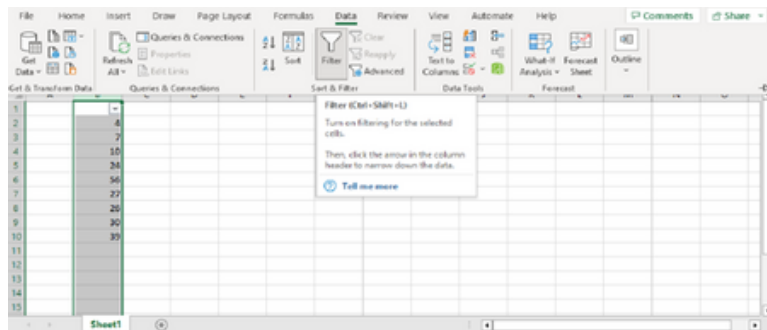 File Home Insert Draw Page Layout Formulas Data Review View Automate Help Comments Share
Queries & Connections Clear
Properties Reapply
Edit Links Advanced
Get Data Refresh All Sort Filter Text to Columns What-If Analysis Forecast Sheet Outline
Get & Transform Data Queries & Connections Sort & Filter Data Tools Forecast
Filter (Ctrl+Shift+L)
Turn on filtering for the selected
cells.
Then, click the arrow in the column
header to narrow down the data.
Tell me more
1
2 4
3 7
4 10
5 24
6 56
7 27
8
9 30
10 39
11
12
13
14
15
Sheet1